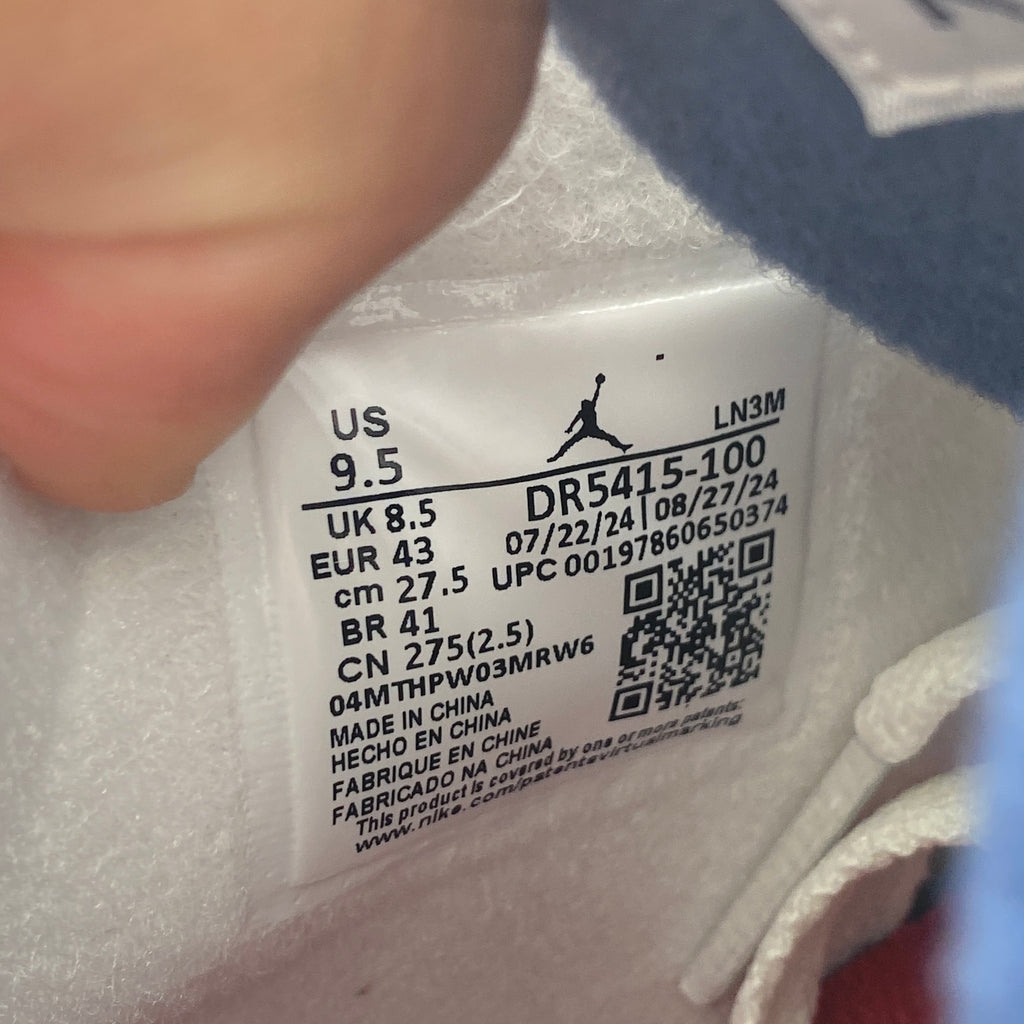 US
9.5
LN3M
UK 8.5
EUR 43
cm 27.5
BR 41
CN 275(2.5)
DR5415-100
07/22/24|08/27/24
UPC 00197860650374
04MTHPW03MRW6
MADE IN CHINA
HECHO EN CHINA
FABRIQUE EN CHINE
FABRICADO NA CHINA
This product is covered by one or more patents:
www.nike.com/patentsvirtualmarking